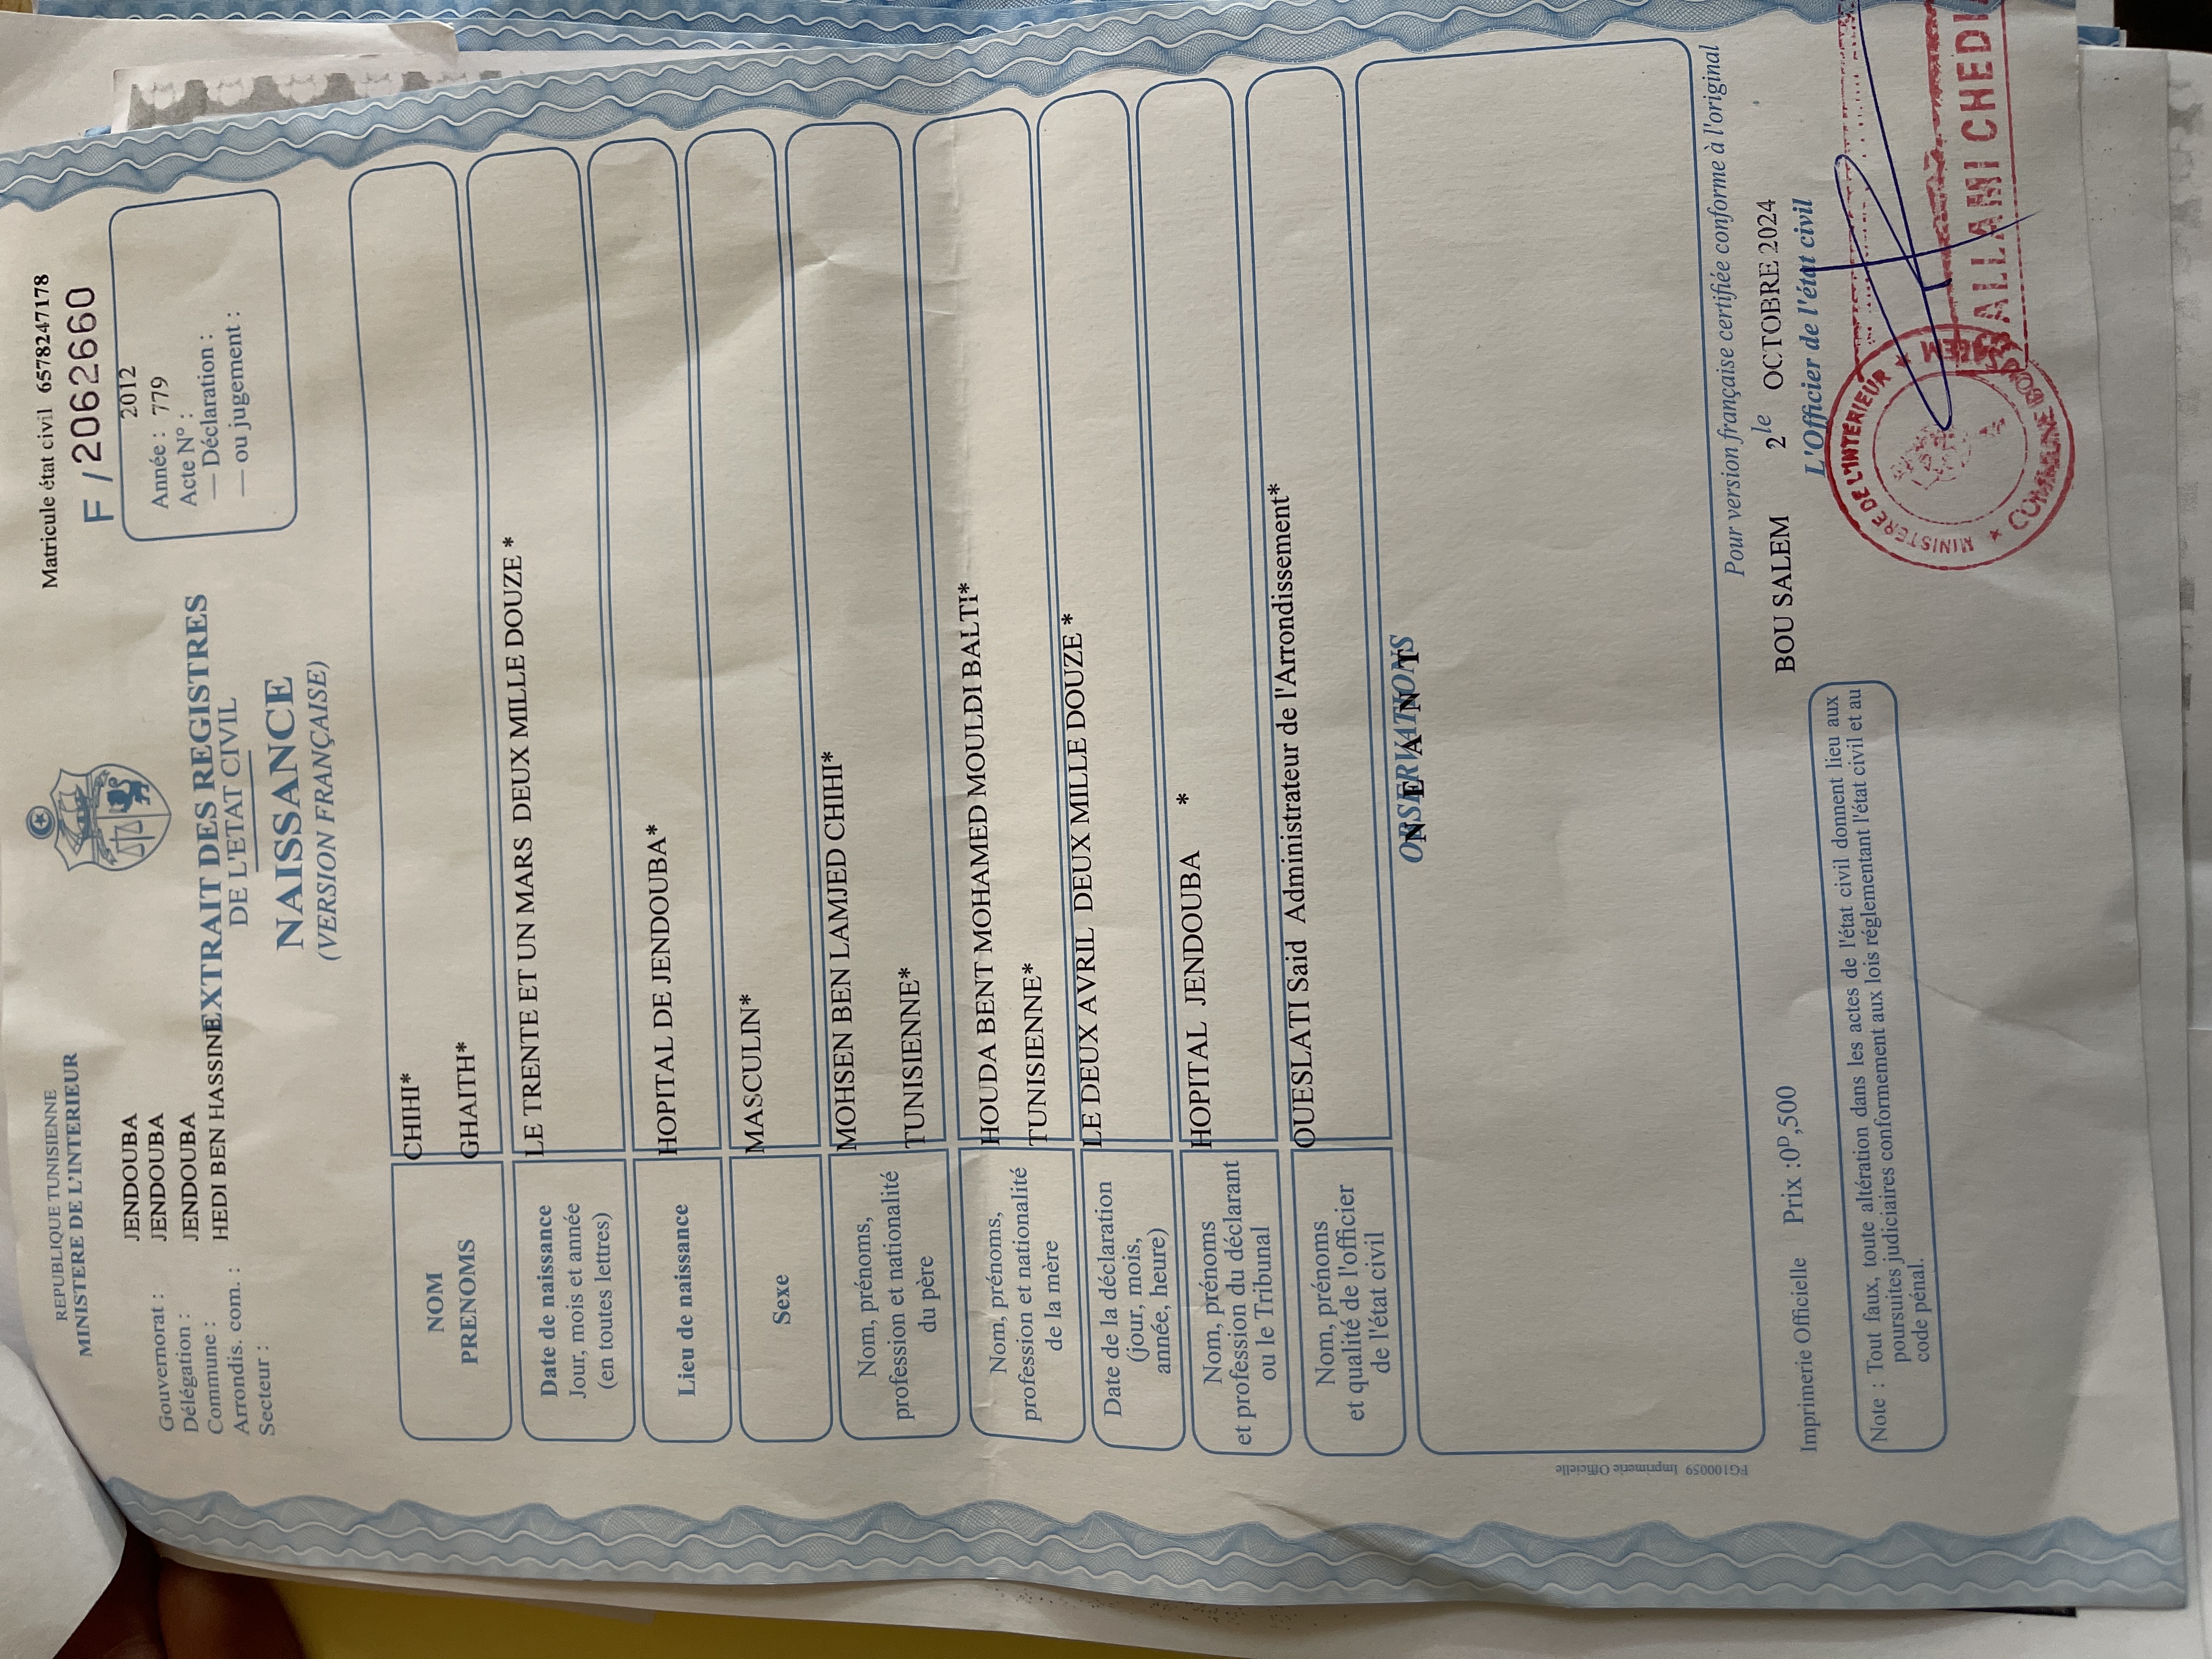 REPUBLIQUE TUNISIENNE
MINISTERE DE L'INTERIEUR
Matricule état civil 65782471​78
F / 2062660
Gouvernorat : JENDOUBA
Délégation : JENDOUBA
Commune : JENDOUBA
Arrondis. com. : HEDI BEN HASSINE
Secteur :
2012
Année : 779
Acte N° :
— Déclaration :
— ou jugement :
EXTRAIT DES REGISTRES
DE L'ETAT CIVIL
NAISSANCE
(VERSION FRANÇAISE)
NOM CHIHI*
PRENOMS GHAITH*
Date de naissance
Jour, mois et année
(en toutes lettres)
LE TRENTE ET UN MARS DEUX MILLE DOUZE *
Lieu de naissance HOPITAL DE JENDOUBA*
Sexe MASCULIN*
Nom, prénoms,
profession et nationalité
du père
MOHSEN BEN LAMJED CHIHI*
TUNISIENNE*
Nom, prénoms,
profession et nationalité
de la mère
HOUDA BENT MOHAMED MOULDI BALTI*
TUNISIENNE*
Date de la déclaration
(jour, mois,
année, heure)
LE DEUX AVRIL DEUX MILLE DOUZE *
Nom, prénoms
et profession du déclarant
ou le Tribunal
HOPITAL JENDOUBA *
Nom, prénoms
et qualité de l'officier
de l'état civil
OUESLATI Said Administrateur de l'Arrondissement*
OBSERVATIONS
N E A N T
FG100059 Imprimerie Officielle
Pour version française certifiée conforme à l'original
Imprimerie Officielle Prix :0ᴰ,500
BOU SALEM 2 le OCTOBRE 2024
L'Officier de l'état civil
Note : Tout faux, toute altération dans les actes de l'état civil donnent lieu aux
poursuites judiciaires conformement aux lois réglementant l'état civil et au
code pénal.
MINISTERE DE L'INTERIEUR
COMMUNE BOUSALEM
SALLAMI CHEDI